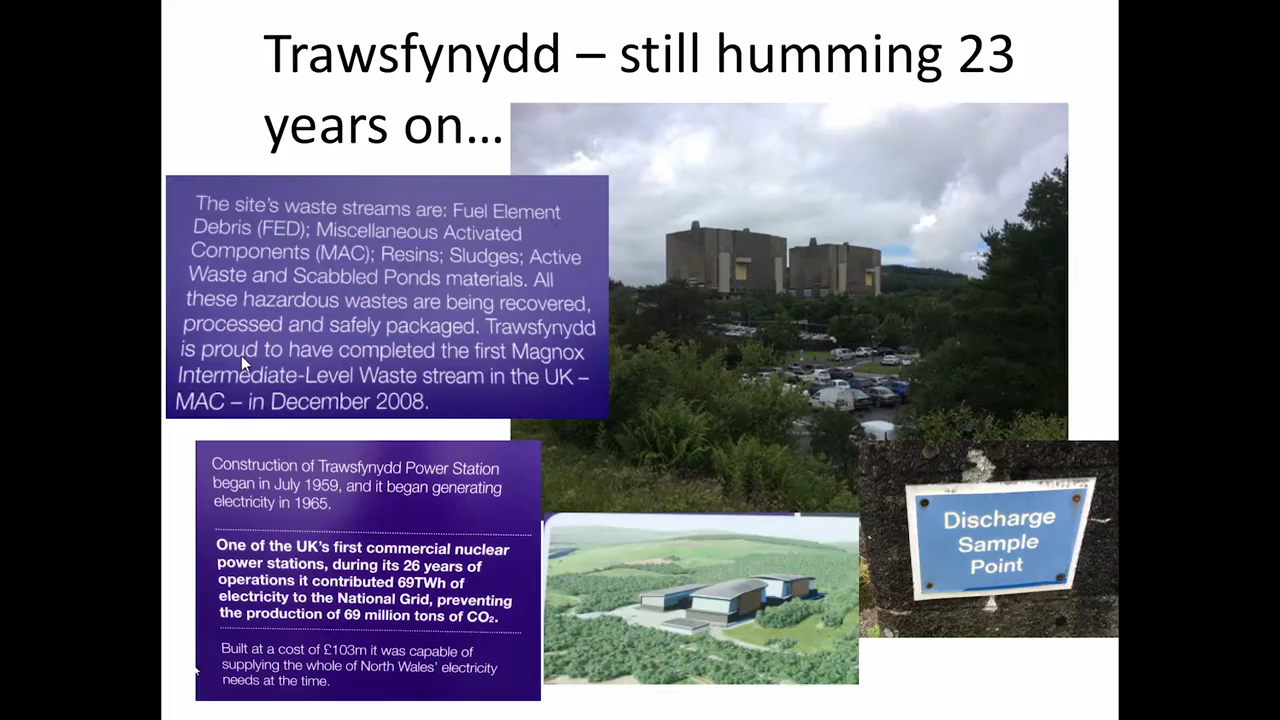 Trawsfynydd – still humming 23
years on...
The site's waste streams are: Fuel Element
Debris (FED); Miscellaneous Activated
Components (MAC); Resins; Sludges; Active
Waste and Scabbled Ponds materials. All
these hazardous wastes are being recovered,
processed and safely packaged. Trawsfynydd
is proud to have completed the first Magnox
Intermediate-Level Waste stream in the UK –
MAC – in December 2008.
Construction of Trawsfynydd Power Station
began in July 1959, and it began generating
electricity in 1965.
One of the UK's first commercial nuclear
power stations, during its 26 years of
operations it contributed 69TWh of
electricity to the National Grid, preventing
the production of 69 million tons of CO₂.
Built at a cost of £103m it was capable of
supplying the whole of North Wales' electricity
needs at the time.
Discharge
Sample
Point